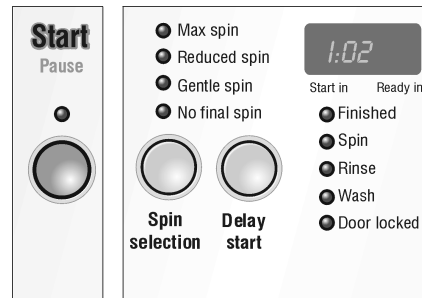 Start
Pause
Max spin
Reduced spin
Gentle spin
No final spin
Spin
selection
Delay
start
1:02
Start in Ready in
Finished
Spin
Rinse
Wash
Door locked